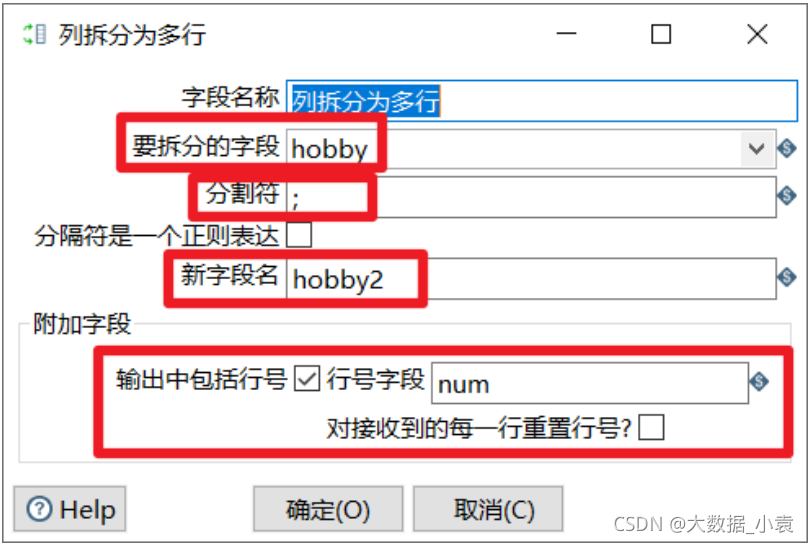 列拆分为多行
字段名称 列拆分为多行
要拆分的字段 hobby
分割符 ;
分隔符是一个正则表达
新字段名 hobby2
附加字段
输出中包括行号 行号字段 num
对接收到的每一行重置行号?
Help 确定(O) 取消(C)
CSDN @大数据_小袁